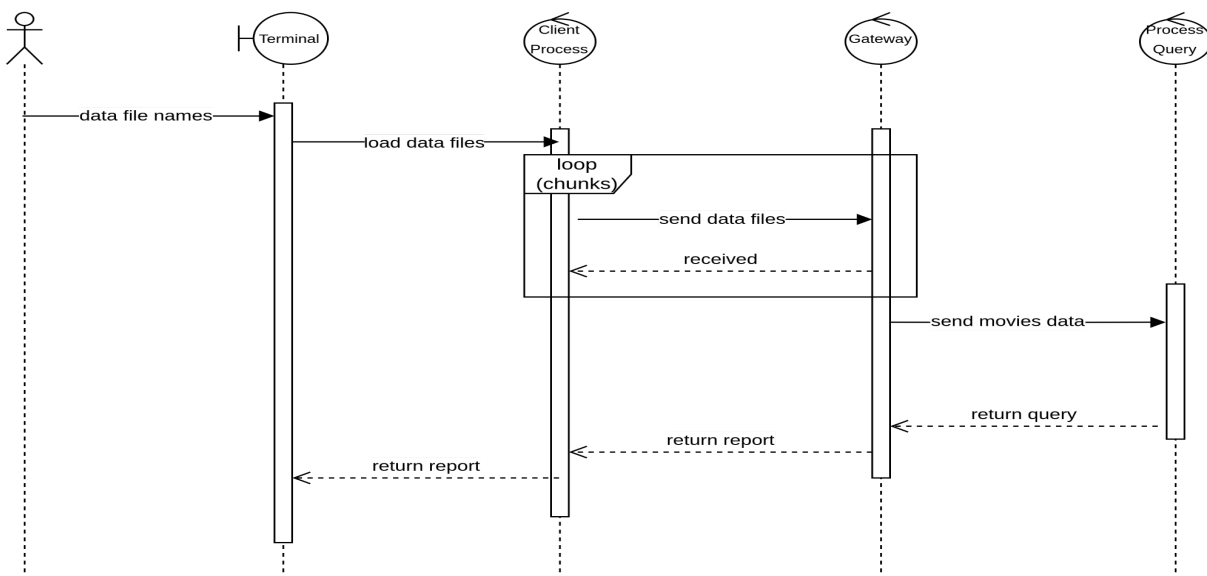 Terminal
Client
Process
Gateway
Process
Query
data file names
load data files
loop
(chunks)
send data files
received
send movies data
return query
return report
return report